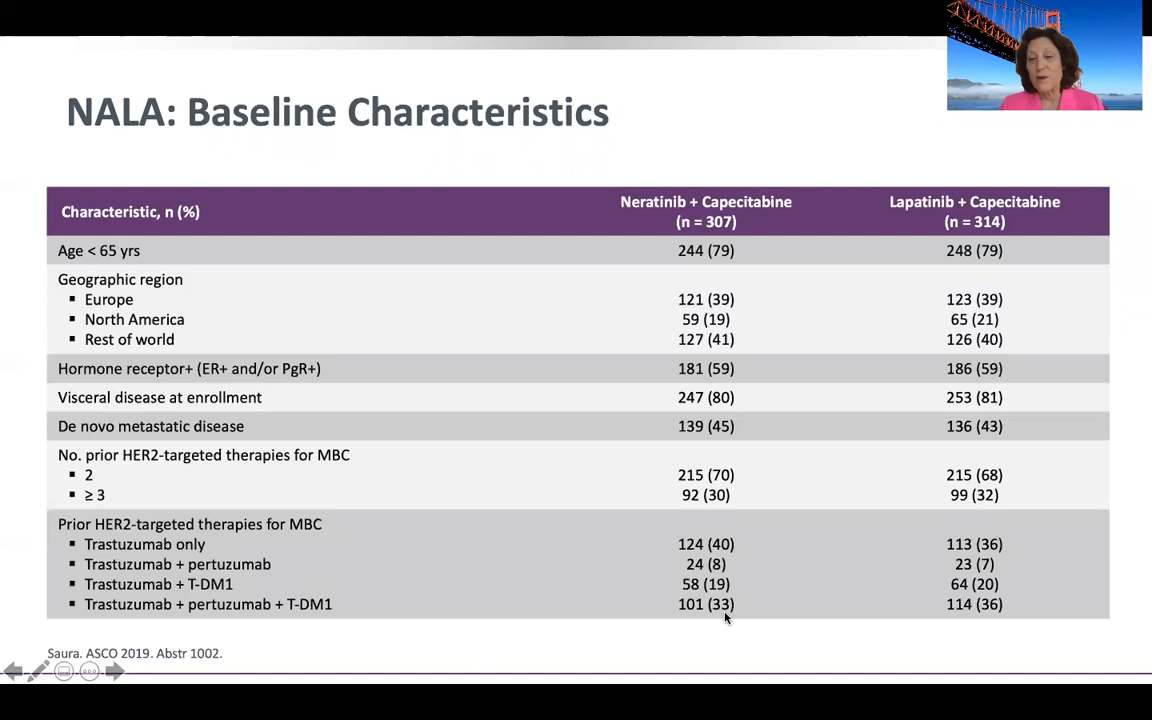 NALA: Baseline Characteristics
Characteristic, n (%) Neratinib + Capecitabine (n = 307) Lapatinib + Capecitabine (n = 314)
Age < 65 yrs 244 (79) 248 (79)
Geographic region
▪ Europe 121 (39) 123 (39)
▪ North America 59 (19) 65 (21)
▪ Rest of world 127 (41) 126 (40)
Hormone receptor+ (ER+ and/or PgR+) 181 (59) 186 (59)
Visceral disease at enrollment 247 (80) 253 (81)
De novo metastatic disease 139 (45) 136 (43)
No. prior HER2-targeted therapies for MBC
▪ 2 215 (70) 215 (68)
▪ ≥ 3 92 (30) 99 (32)
Prior HER2-targeted therapies for MBC
▪ Trastuzumab only 124 (40) 113 (36)
▪ Trastuzumab + pertuzumab 24 (8) 23 (7)
▪ Trastuzumab + T-DM1 58 (19) 64 (20)
▪ Trastuzumab + pertuzumab + T-DM1 101 (33) 114 (36)
Saura. ASCO 2019. Abstr 1002.